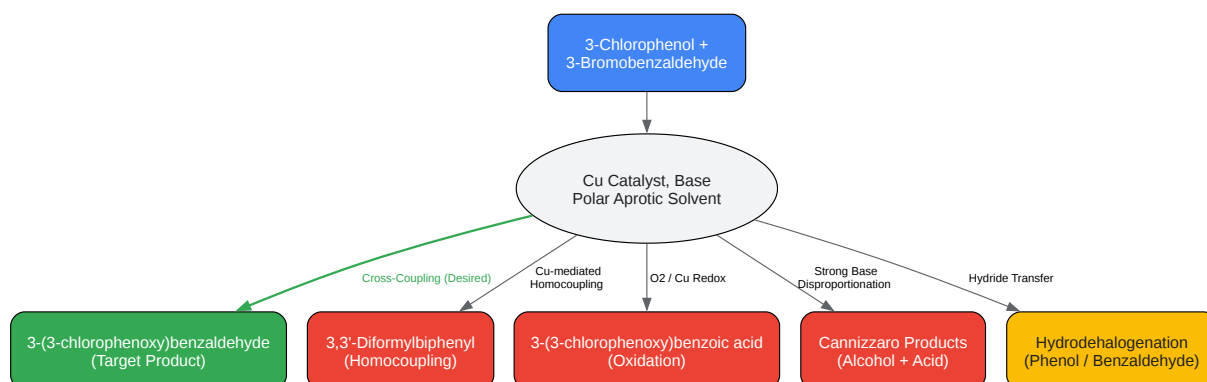 3-Chlorophenol +
3-Bromobenzaldehyde
Cu Catalyst, Base
Polar Aprotic Solvent
Cross-Coupling (Desired)
Cu-mediated
Homocoupling
O2 / Cu Redox
Strong Base
Disproportionation
Hydride Transfer
3-(3-chlorophenoxy)benzaldehyde
(Target Product)
3,3'-Diformylbiphenyl
(Homocoupling)
3-(3-chlorophenoxy)benzoic acid
(Oxidation)
Cannizzaro Products
(Alcohol + Acid)
Hydrodehalogenation
(Phenol / Benzaldehyde)